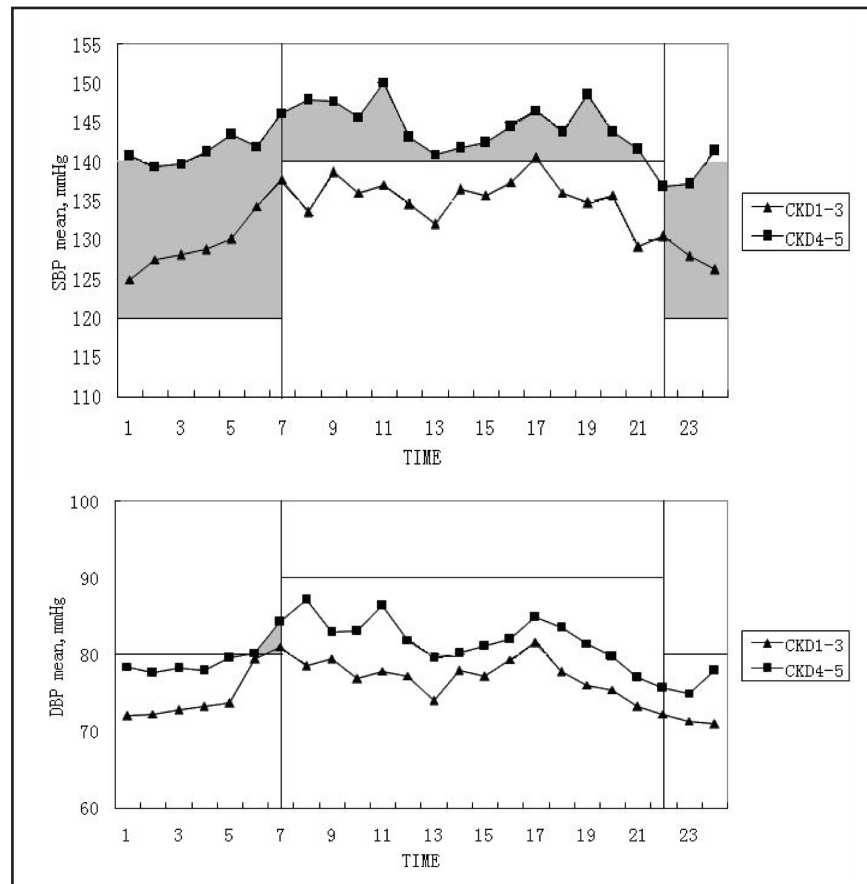 155
150
145
140
135
130
125
120
115
110
SBP mean, mmHg
1 3 5 7 9 11 13 15 17 19 21 23
TIME
CKD1-3
CKD4-5
100
90
80
70
60
DBP mean, mmHg
1 3 5 7 9 11 13 15 17 19 21 23
TIME
CKD1-3
CKD4-5